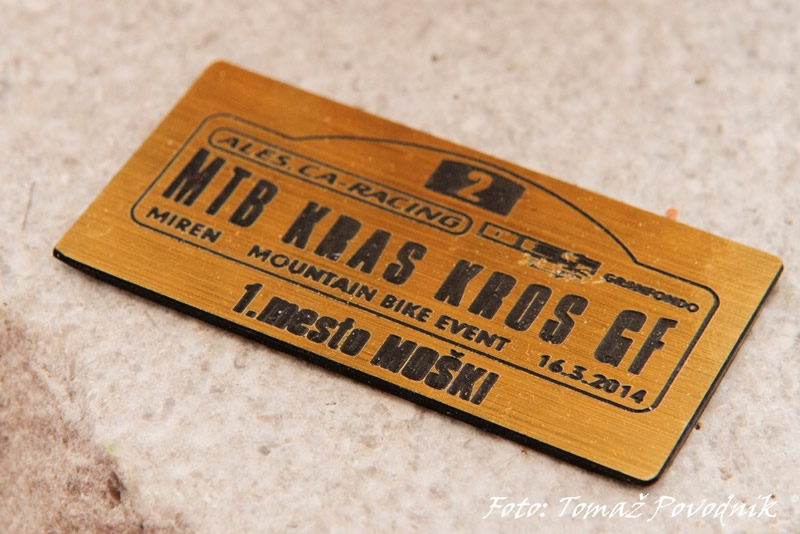 ALES.CA-RACING
2
GRANFONDO
MTB KRAS KROS GF
MIREN MOUNTAIN BIKE EVENT 16.3.2014
1.mesto MOŠKI
Foto: Tomaž Povodnik